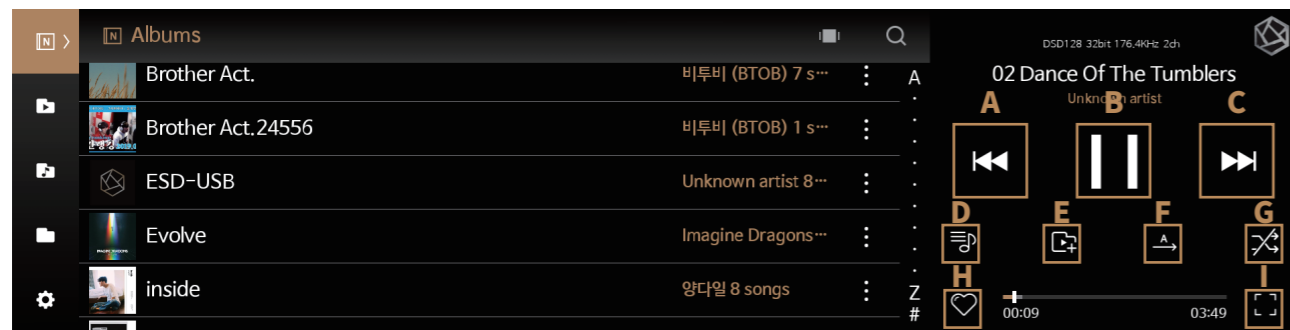 N
N Albums
Brother Act.
비투비 (BTOB) 7 s···
Brother Act.24556
비투비 (BTOB) 1 s···
ESD-USB
Unknown artist 8···
Evolve
Imagine Dragons···
inside
양다일 8 songs
A
Z
#
DSD128 32bit 176.4KHz 2ch
02 Dance Of The Tumblers
Unknown artist
A B C
D E F G
A
H I
00:09 03:49